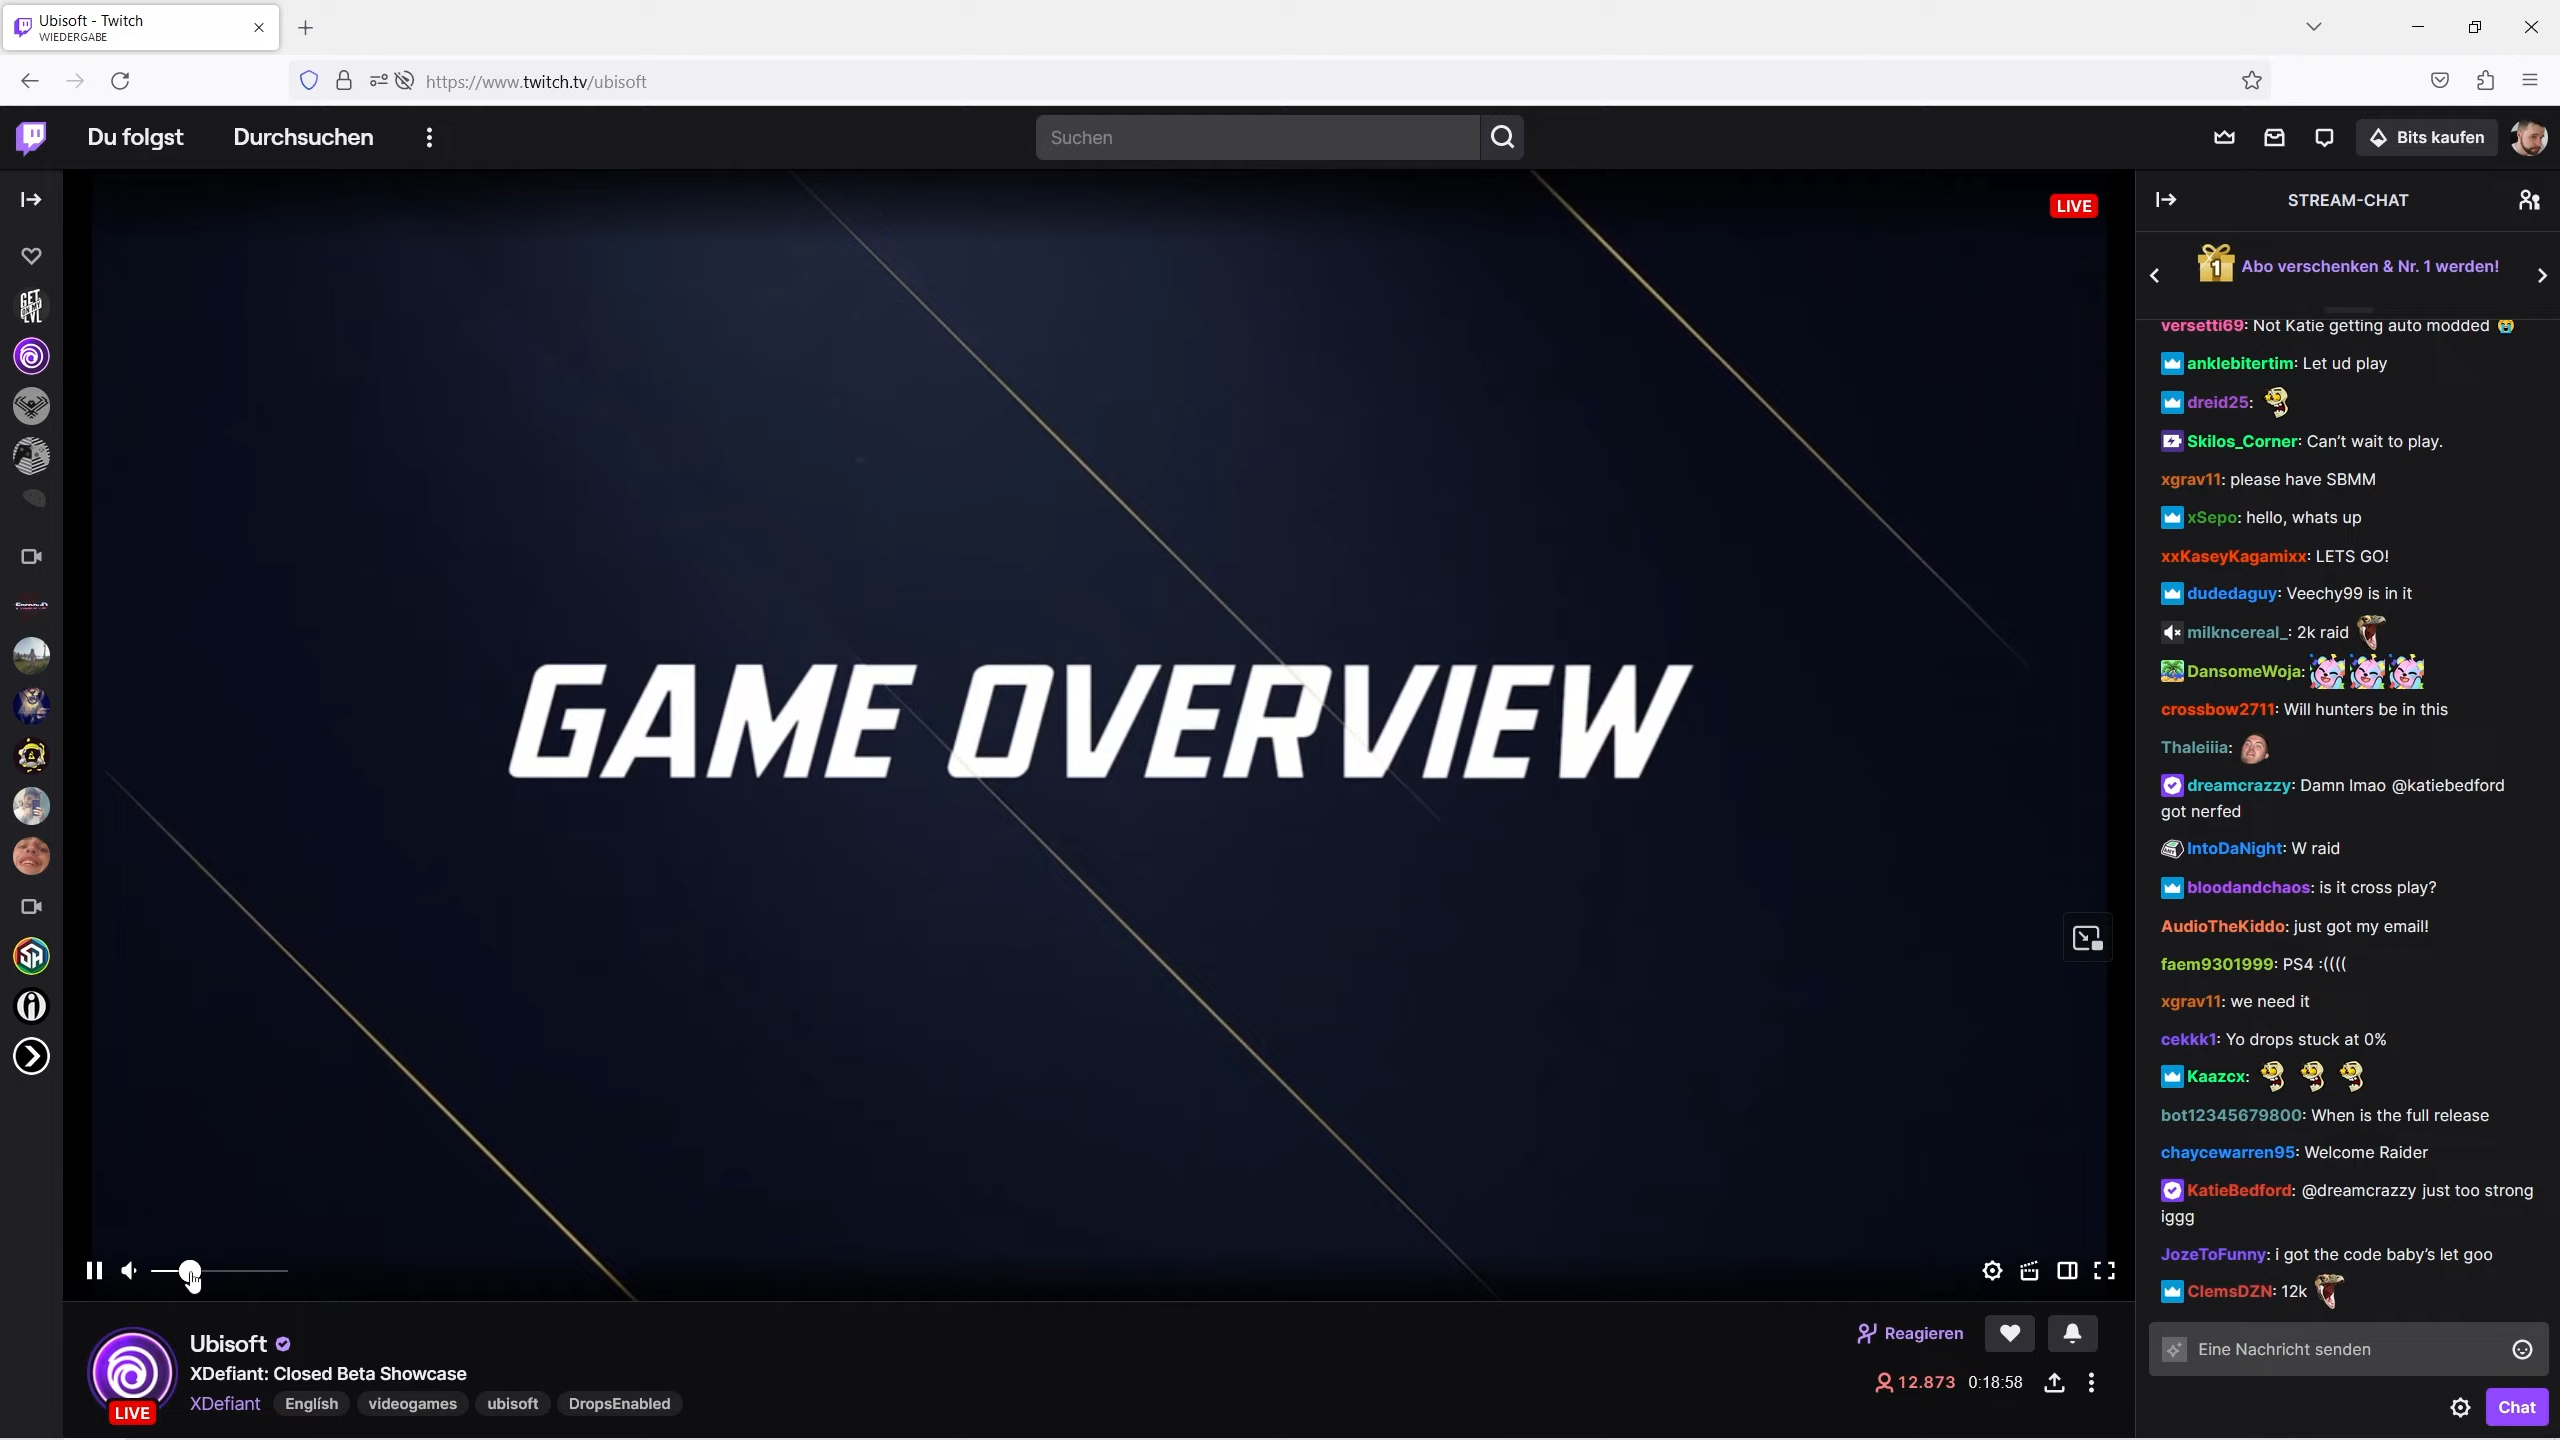 Ubisoft - Twitch
WIEDERGABE
https://www.twitch.tv/ubisoft
Du folgst
Durchsuchen
Suchen
Bits kaufen
GET
LVL
LIVE
GAME OVERVIEW
Ubisoft
XDefiant: Closed Beta Showcase
XDefiant
English
videogames
ubisoft
DropsEnabled
LIVE
Reagieren
12.873
0:18:58
STREAM-CHAT
1
Abo verschenken & Nr. 1 werden!
versetti69: Not Katie getting auto modded
anklebitertim: Let ud play
dreid25:
Skilos_Corner: Can't wait to play.
xgrav11: please have SBMM
xSepo: hello, whats up
xxKaseyKagamixx: LETS GO!
dudedaguy: Veechy99 is in it
milkncereal_: 2k raid
DansomeWoja:
crossbow2711: Will hunters be in this
Thaleiiia:
dreamcrazzy: Damn lmao @katiebedford
got nerfed
IntoDaNight: W raid
bloodandchaos: is it cross play?
AudioTheKiddo: just got my email!
faem9301999: PS4 :((((
xgrav11: we need it
cekkk1: Yo drops stuck at 0%
Kaazcx:
bot12345679800: When is the full release
chaycewarren95: Welcome Raider
KatieBedford: @dreamcrazzy just too strong
iggg
JozeToFunny: i got the code baby's let goo
ClemsDZN: 12k
Eine Nachricht senden
Chat